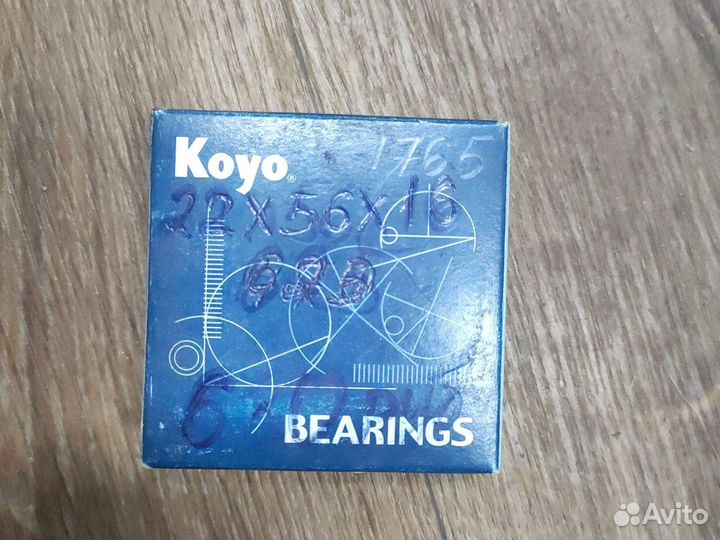 Koyo®
1765
22x56x16
BEARINGS
Avito